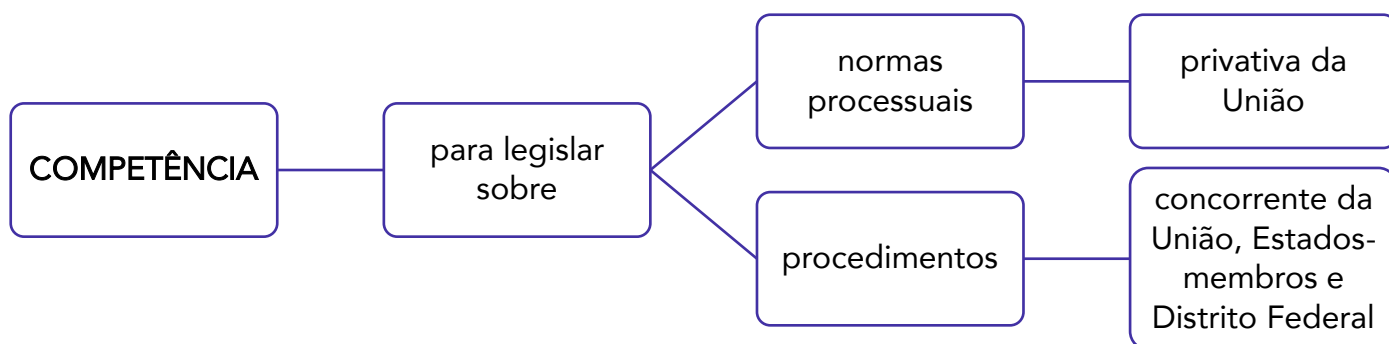 COMPETÊNCIA
para legislar
sobre
normas
processuais
privativa da
União
procedimentos
concorrente da
União, Estados-
membros e
Distrito Federal